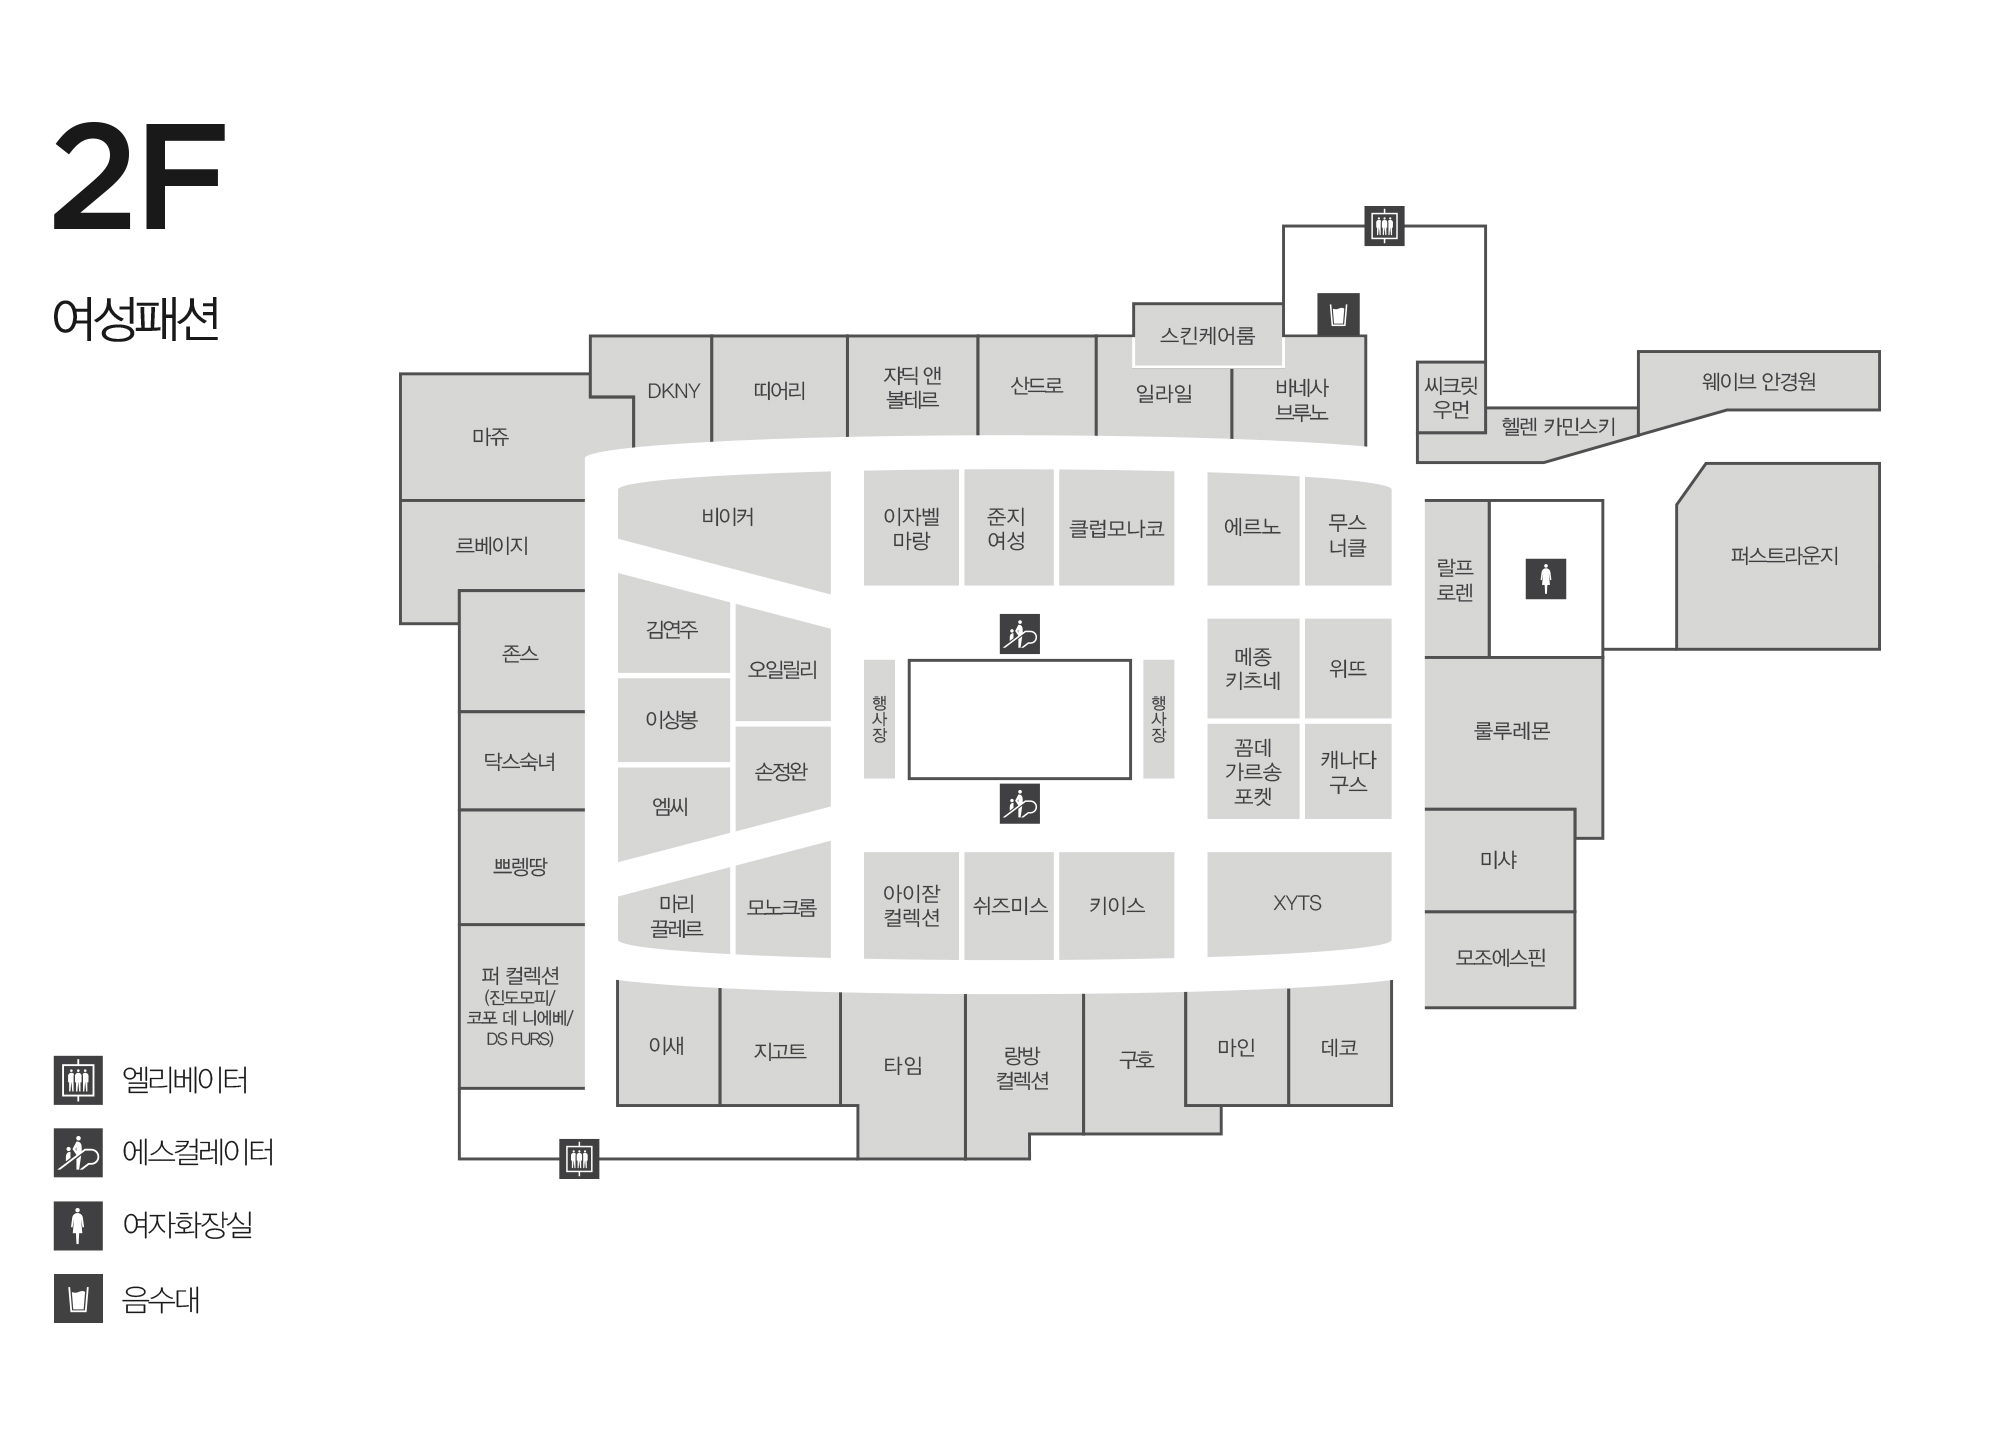 2F
여성패션
스킨케어룸
DKNY
띠어리
쟈딕 앤
볼테르
산드로
일라일
바네사
브루노
씨크릿
우먼
헬렌 카민스키
웨이브 안경원
마쥬
르베이지
비이커
이자벨
마랑
준지
여성
클럽모나코
에르노
무스
너클
랄프
로렌
퍼스트라운지
존스
김연주
오일릴리
이상봉
행사장
행사장
메종
키츠네
위뜨
룰루레몬
닥스숙녀
손정완
엠씨
꼼데
가르송
포켓
캐나다
구스
쁘렝땅
마리
끌레르
모노크롬
아이잗
컬렉션
쉬즈미스
키이스
XYTS
미샤
모조에스핀
퍼 컬렉션
(진도모피/
코포 데 니에베/
DS FURS)
이새
지고트
타임
랑방
컬렉션
구호
마인
데코
엘리베이터
에스컬레이터
여자화장실
음수대